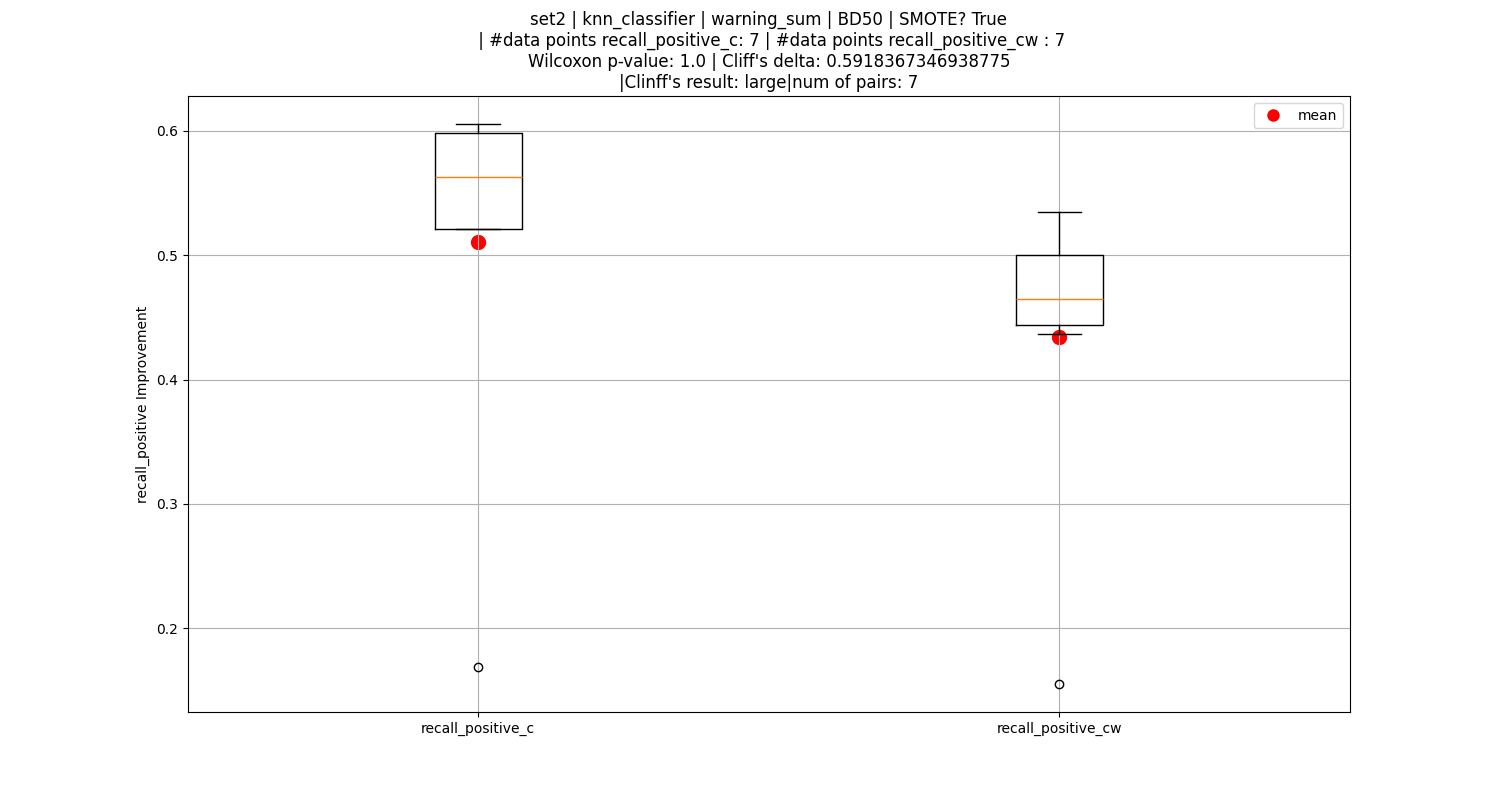 set2 | knn_classifier | warning_sum | BD50 | SMOTE? True
| #data points recall_positive_c: 7 | #data points recall_positive_cw : 7
Wilcoxon p-value: 1.0 | Cliff's delta: 0.5918367346938775
|Clinff's result: large|num of pairs: 7
mean
0.6
0.5
0.4
0.3
0.2
recall_positive Improvement
recall_positive_c
recall_positive_cw